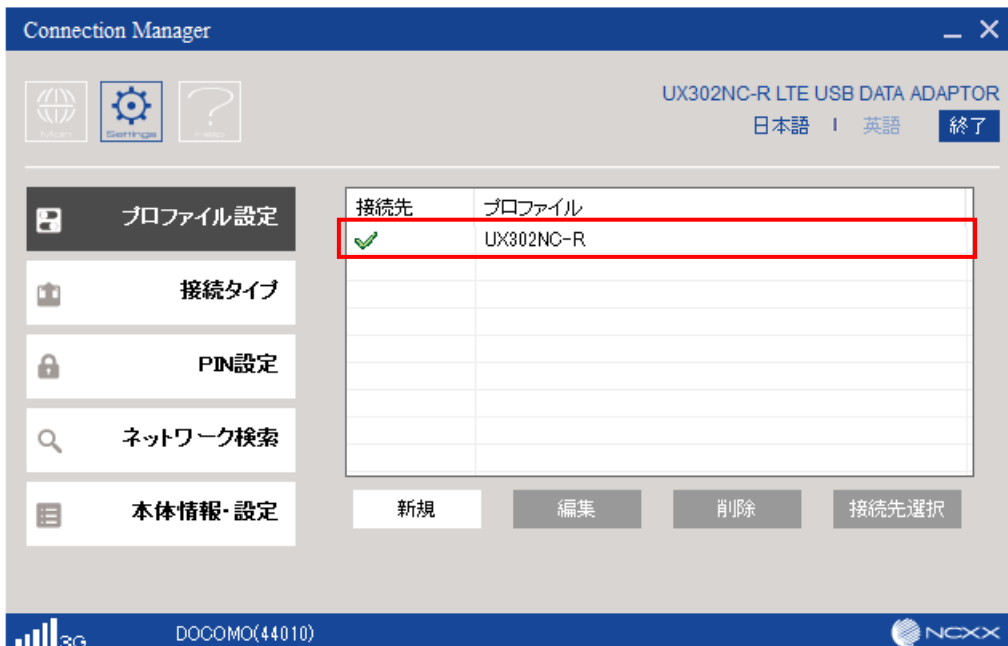 Connection Manager
Main
Settings
Help
UX302NC-R LTE USB DATA ADAPTOR
日本語 | 英語 終了
プロファイル設定
接続タイプ
PIN設定
ネットワーク検索
本体情報・設定
接続先 プロファイル
UX302NC-R
新規 編集 削除 接続先選択
3G DOCOMO(44010) NCXX